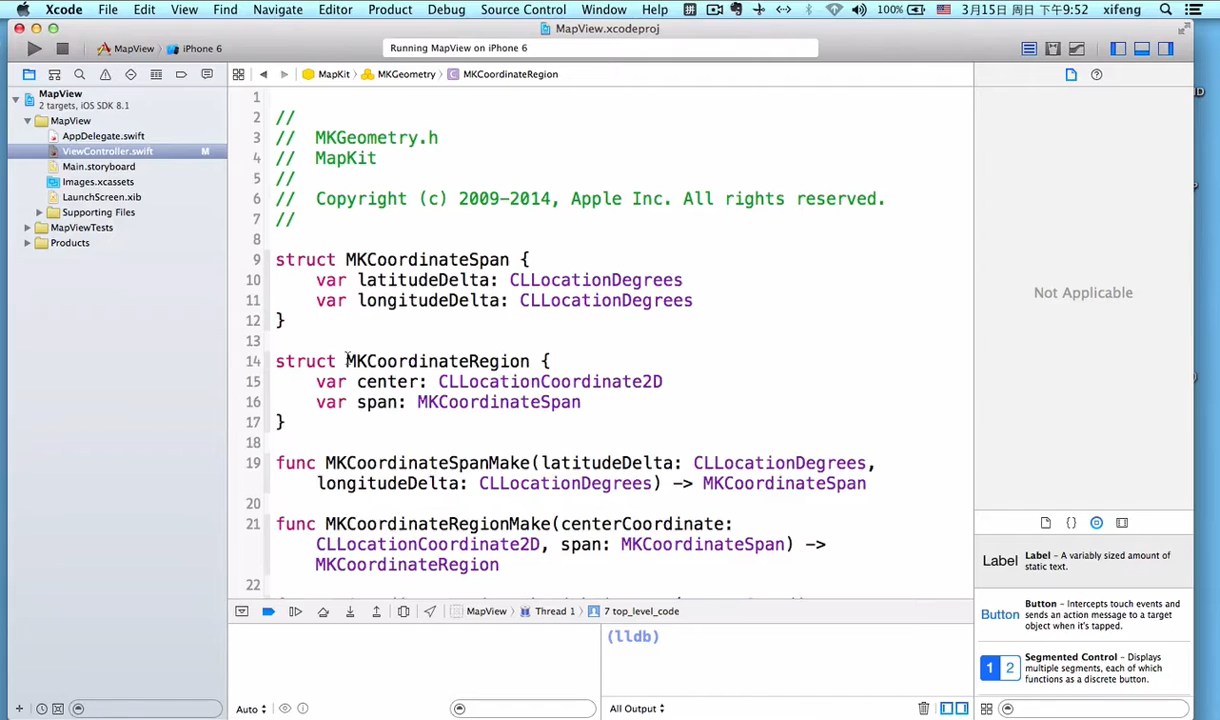 Xcode File Edit View Find Navigate Editor Product Debug Source Control Window Help 拼 100% 3月15日 周日 下午9:52 xifeng
MapView.xcodeproj
MapView iPhone 6 Running MapView on iPhone 6
MapKit MKGeometry C MKCoordinateRegion
MapView
2 targets, iOS SDK 8.1
MapView
AppDelegate.swift
ViewController.swift M
Main.storyboard
Images.xcassets
LaunchScreen.xib
Supporting Files
MapViewTests
Products
1
2 //
3 //  MKGeometry.h
4 //  MapKit
5 //
6 //  Copyright (c) 2009-2014, Apple Inc. All rights reserved.
7 //
8
9 struct MKCoordinateSpan {
10     var latitudeDelta: CLLocationDegrees
11     var longitudeDelta: CLLocationDegrees
12 }
13
14 struct MKCoordinateRegion {
15     var center: CLLocationCoordinate2D
16     var span: MKCoordinateSpan
17 }
18
19 func MKCoordinateSpanMake(latitudeDelta: CLLocationDegrees,
longitudeDelta: CLLocationDegrees) -> MKCoordinateSpan
20
21 func MKCoordinateRegionMake(centerCoordinate:
CLLocationCoordinate2D, span: MKCoordinateSpan) ->
MKCoordinateRegion
22
MapView Thread 1 7 top_level_code
(lldb)
Auto
All Output
Not Applicable
Label
Label – A variably sized amount of
static text.
Button
Button – Intercepts touch events and
sends an action message to a target
object when it's tapped.
1 2
Segmented Control – Displays
multiple segments, each of which
functions as a discrete button.